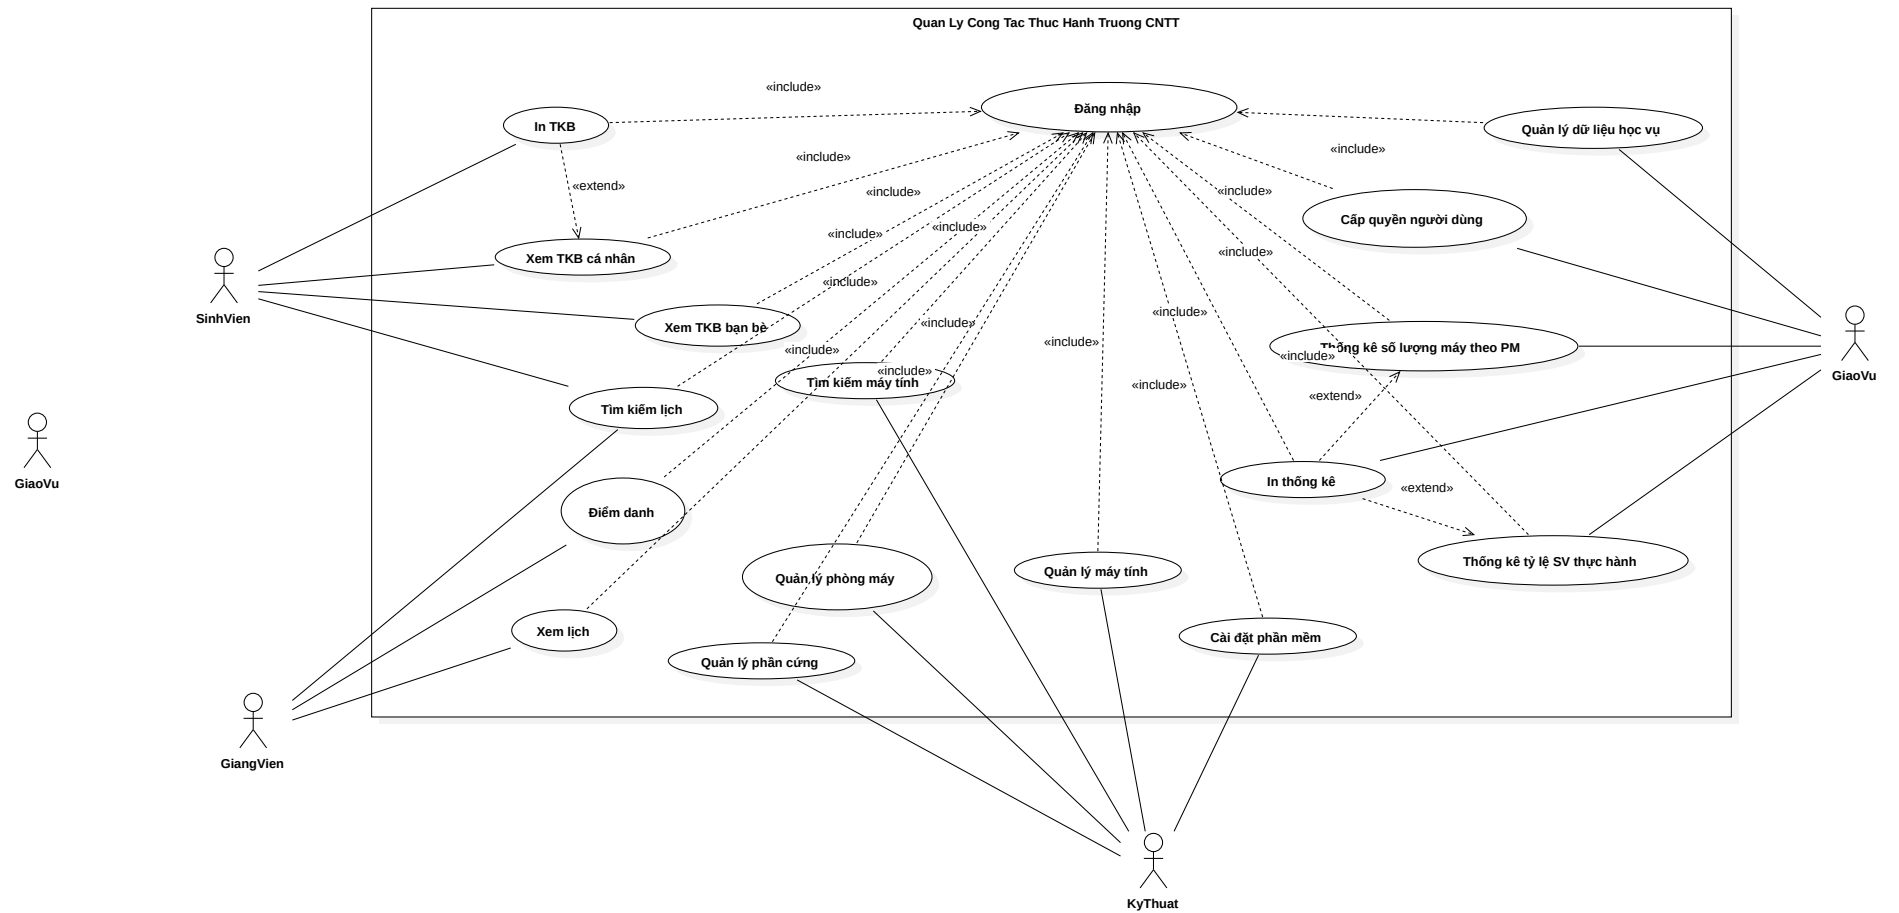 Quan Ly Cong Tac Thuc Hanh Truong CNTT
«include»
Đăng nhập
In TKB
Quản lý dữ liệu học vụ
«include»
«include»
«extend»
«include»
«include»
Cấp quyền người dùng
«include»
«include»
«include»
Xem TKB cá nhân
«include»
SinhVien
«include»
Xem TKB bạn bè
«include»
«include»
«include»
Thống kê số lượng máy theo PM
«include»
«include»
GiaoVu
«include»
Tìm kiếm máy tính
«include»
«extend»
Tìm kiếm lịch
GiaoVu
In thống kê
«extend»
Điểm danh
Thống kê tỷ lệ SV thực hành
Quản lý phòng máy
Quản lý máy tính
Xem lịch
Cài đặt phần mềm
Quản lý phần cứng
GiangVien
KyThuat